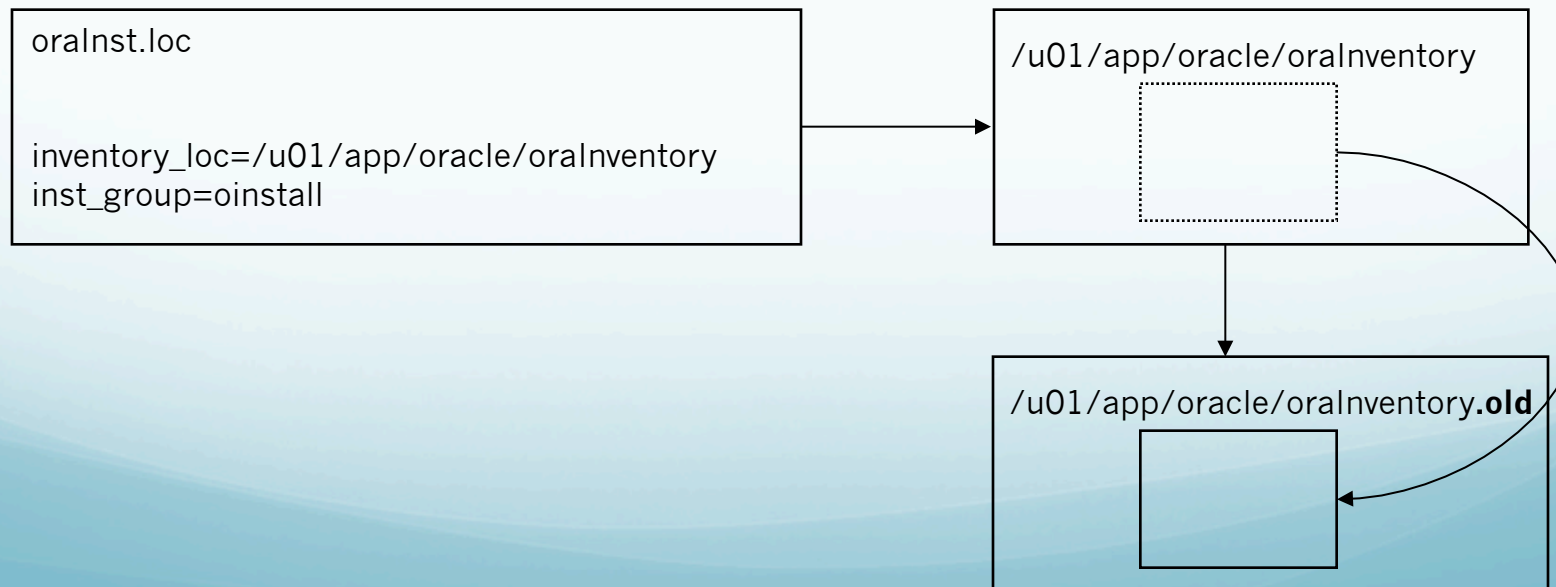 oraInst.loc
inventory_loc=/u01/app/oracle/oraInventory
inst_group=oinstall
/u01/app/oracle/oraInventory
/u01/app/oracle/oraInventory.old